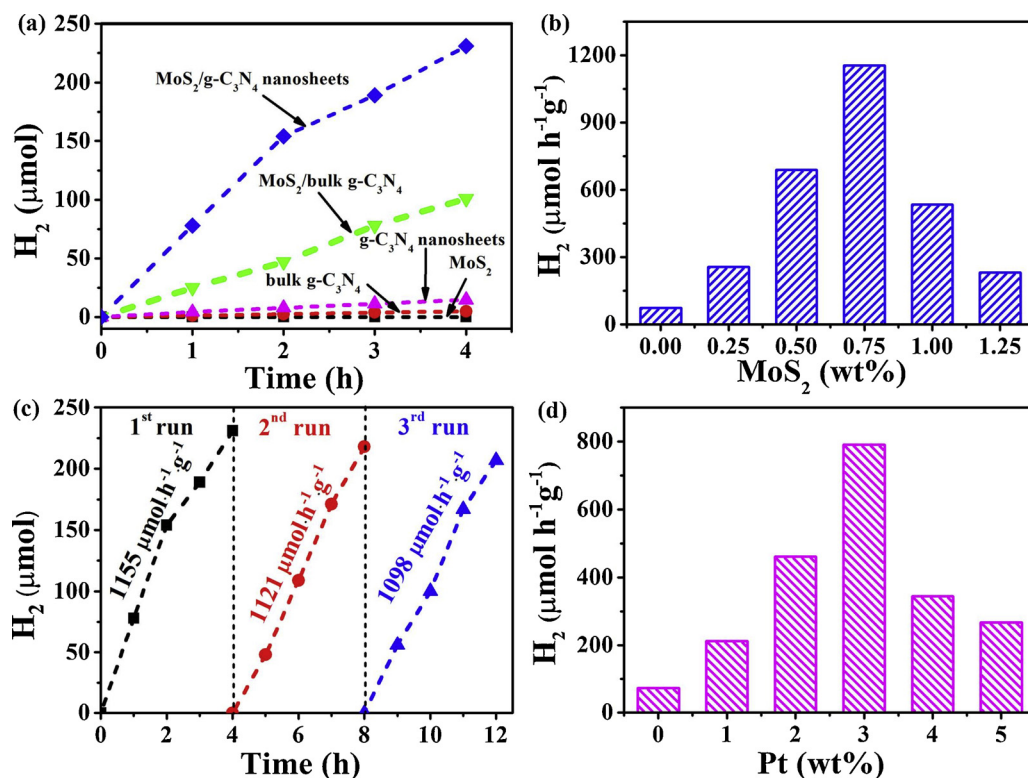 (a)
250
200
150
100
50
0
H₂ (μmol)
MoS₂/g-C₃N₄ nanosheets
MoS₂/bulk g-C₃N₄
g-C₃N₄ nanosheets
MoS₂
bulk g-C₃N₄
0 1 2 3 4
Time (h)
(b)
1200
900
600
300
0
H₂ (μmol h⁻¹g⁻¹)
0.00 0.25 0.50 0.75 1.00 1.25
MoS₂ (wt%)
(c)
250
200
150
100
50
0
H₂ (μmol)
1ˢᵗ run 2ⁿᵈ run 3ʳᵈ run
1155 μmol·h⁻¹·g⁻¹
1121 μmol·h⁻¹·g⁻¹
1098 μmol·h⁻¹·g⁻¹
0 2 4 6 8 10 12
Time (h)
(d)
800
600
400
200
0
H₂ (μmol h⁻¹g⁻¹)
0 1 2 3 4 5
Pt (wt%)